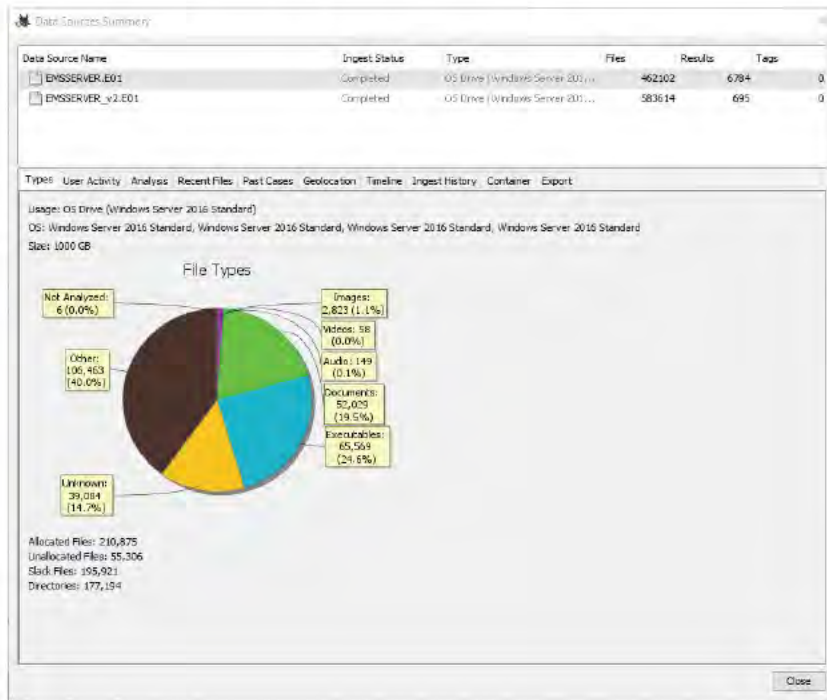 Data Sources Summary
Data Source Name Ingest Status Type Files Results Tags
EMSSERVER.E01 Completed OS Drive (Windows Server 201... 462102 6784 0
EMSSERVER_v2.E01 Completed OS Drive (Windows Server 201... 583614 695 0
Types User Activity Analysis Recent Files Past Cases Geolocation Timeline Ingest History Container Export
Usage: OS Drive (Windows Server 2016 Standard)
OS: Windows Server 2016 Standard, Windows Server 2016 Standard, Windows Server 2016 Standard, Windows Server 2016 Standard
Size: 1000 GB
File Types
Not Analyzed:
6 (0.0%)
Images:
2,823 (1.1%)
Videos: 58
(0.0%)
Other:
106,463
(40.0%)
Audio: 149
(0.1%)
Documents:
52,029
(19.5%)
Executables:
65,569
(24.6%)
Unknown:
39,084
(14.7%)
Allocated Files: 210,875
Unallocated Files: 55,306
Slack Files: 195,921
Directories: 177,194
Close